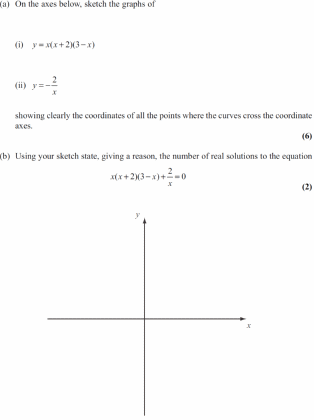 (a) On the axes below, sketch the graphs of
(i) y = x(x + 2)(3 − x)
(ii) y = −2/x
showing clearly the coordinates of all the points where the curves cross the coordinate
axes.
(6)
(b) Using your sketch state, giving a reason, the number of real solutions to the equation
x(x + 2)(3 − x) + 2/x = 0
(2)
y
x